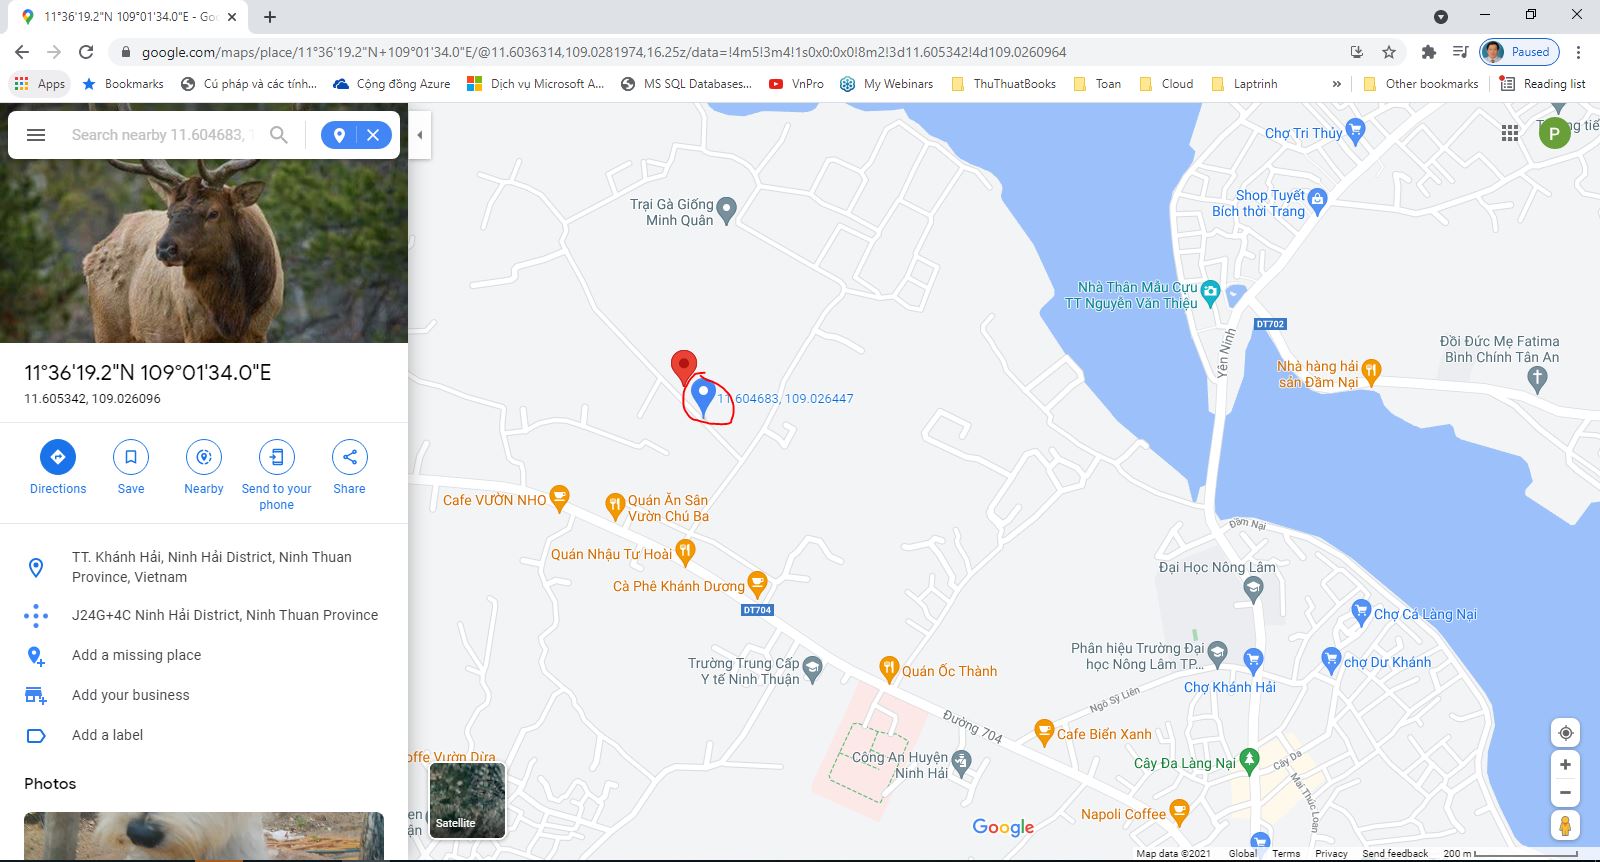 11°36'19.2"N 109°01'34.0"E - Goo
google.com/maps/place/11°36'19.2"N+109°01'34.0"E/@11.6036314,109.0281974,16.25z/data=!4m5!3m4!1s0x0:0x0!8m2!3d11.605342!4d109.0260964
Paused
Apps
Bookmarks
Cú pháp và các tính...
Cộng đồng Azure
Dịch vụ Microsoft A...
MS SQL Databases...
VnPro
My Webinars
ThuThuatBooks
Toan
Cloud
Laptrinh
»
Other bookmarks
Reading list
Search nearby 11.604683,
11°36'19.2"N 109°01'34.0"E
11.605342, 109.026096
Directions
Save
Nearby
Send to your
phone
Share
TT. Khánh Hải, Ninh Hải District, Ninh Thuan
Province, Vietnam
J24G+4C Ninh Hải District, Ninh Thuan Province
Add a missing place
Add your business
Add a label
Photos
P
Chợ Tri Thủy
Shop Tuyết
Bích thời Trang
Trại Gà Giống
Minh Quân
Nhà Thân Mẫu Cựu
TT Nguyễn Văn Thiệu
DT702
Yên Ninh
Đồi Đức Mẹ Fatima
Bình Chính Tân An
Nhà hàng hải
sản Đầm Nại
11.604683, 109.026447
Cafe VƯỜN NHO
Quán Ăn Sân
Vườn Chú Ba
Quán Nhậu Tư Hoài
Cà Phê Khánh Dương
DT704
Đầm Nại
Đại Học Nông Lâm
Chợ Cá Làng Nại
Phân hiệu Trường Đại
học Nông Lâm TP...
chợ Dư Khánh
Chợ Khánh Hải
Trường Trung Cấp
Y tế Ninh Thuận
Quán Ốc Thành
Ngô Sỹ Liên
Đường 704
Cafe Biển Xanh
Công An Huyện
Ninh Hải
Cây Đa Làng Nại
Cây Da
Mai Thúc Loan
Napoli Coffee
offe Vườn Dừa
Satellite
Google
Map data ©2021
Global
Terms
Privacy
Send feedback
200 m